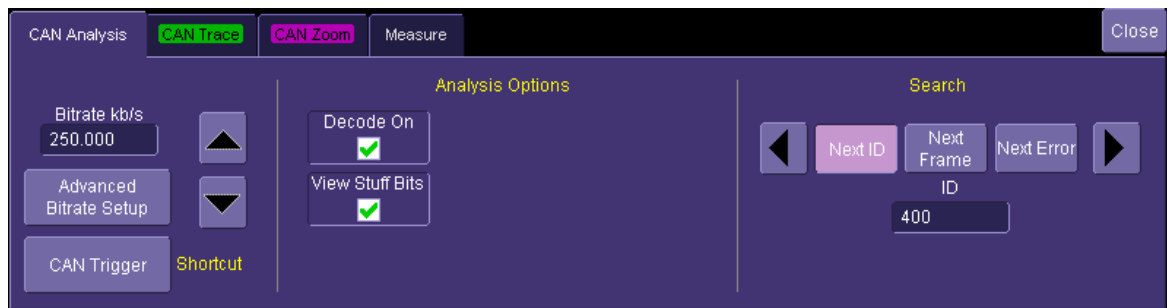 CAN Analysis
CAN Trace
CAN Zoom
Measure
Close
Bitrate kb/s
250.000
Advanced
Bitrate Setup
CAN Trigger
Shortcut
Analysis Options
Decode On
View Stuff Bits
Search
Next ID
Next
Frame
Next Error
ID
400